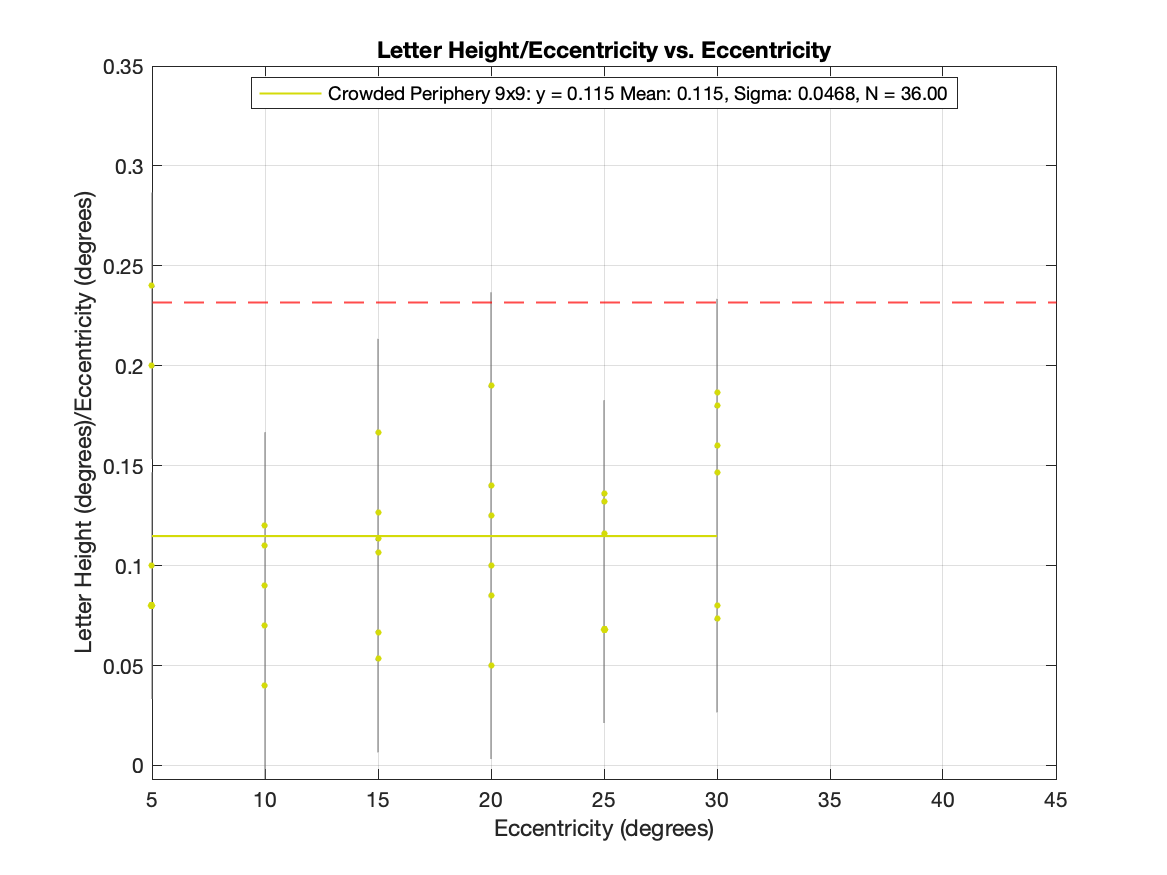 Letter Height/Eccentricity vs. Eccentricity
Crowded Periphery 9x9: y = 0.115 Mean: 0.115, Sigma: 0.0468, N = 36.00
Letter Height (degrees)/Eccentricity (degrees)
0.35
0.3
0.25
0.2
0.15
0.1
0.05
0
5 10 15 20 25 30 35 40 45
Eccentricity (degrees)